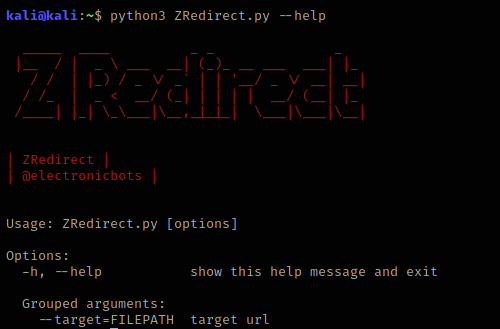 kali@kali:~$ python3 ZRedirect.py --help
ZRedirect
| ZRedirect |
| @electronicbots |
Usage: ZRedirect.py [options]
Options:
-h, --help show this help message and exit
Grouped arguments:
--target=FILEPATH target url